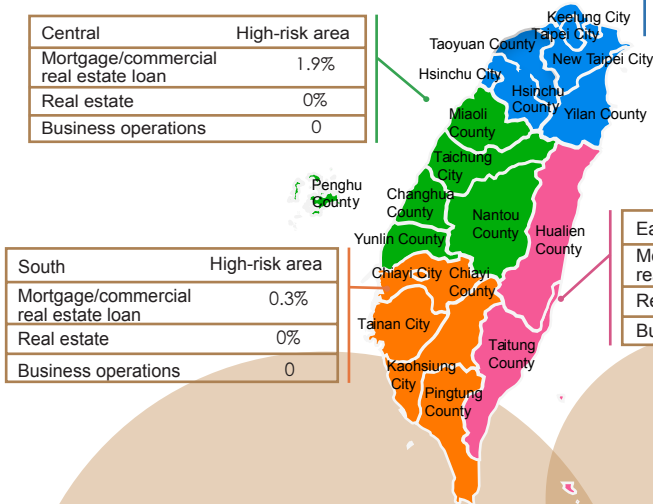 Central High-risk area
Mortgage/commercial
real estate loan 1.9%
Real estate 0%
Business operations 0
South High-risk area
Mortgage/commercial
real estate loan 0.3%
Real estate 0%
Business operations 0
Keelung City
Taipei City
Taoyuan County
New Taipei City
Hsinchu City
Hsinchu
County
Yilan County
Miaoli
County
Taichung
City
Penghu
County
Changhua
County
Nantou
County
Hualien
County
Yunlin County
Chiayi City
Chiayi
County
Tainan City
Taitung
County
Kaohsiung
City
Pingtung
County